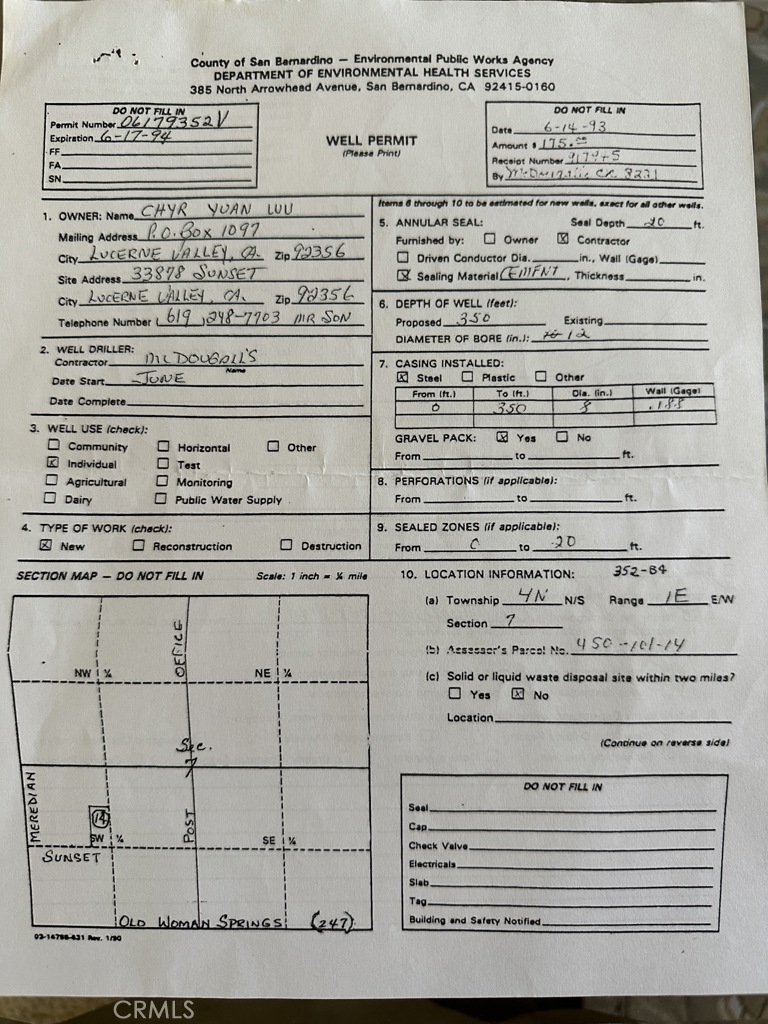 County of San Bernardino — Environmental Public Works Agency
DEPARTMENT OF ENVIRONMENTAL HEALTH SERVICES
385 North Arrowhead Avenue, San Bernardino, CA 92415-0160
DO NOT FILL IN
Permit Number 06179352V
Expiration 6-17-94
FF
FA
SN
WELL PERMIT
(Please Print)
DO NOT FILL IN
Date 6-14-93
Amount $ 175.00
Receipt Number
By
1. OWNER: Name CHYR YUAN LUU
Mailing Address P.O. Box 1097
City LUCERNE VALLEY, CA. Zip 92356
Site Address 33878 SUNSET
City LUCERNE VALLEY, CA. Zip 92356
Telephone Number (619) 248-7703 MR SON
2. WELL DRILLER:
Contractor MCDOUGALL'S
Name
Date Start JUNE
Date Complete
3. WELL USE (check):
☐ Community ☐ Horizontal ☐ Other
☒ Individual ☐ Test
☐ Agricultural ☐ Monitoring
☐ Dairy ☐ Public Water Supply
4. TYPE OF WORK (check):
☒ New ☐ Reconstruction ☐ Destruction
SECTION MAP — DO NOT FILL IN Scale: 1 inch = ¼ mile
OFFICE
NW ¼ NE ¼
Sec.
7
MEREDIAN
14
POST
SW ¼ SE ¼
SUNSET
OLD WOMAN SPRINGS (247)
03-14786-631 Rev. 1/90
Items 6 through 10 to be estimated for new wells, exact for all other wells.
5. ANNULAR SEAL: Seal Depth 20 ft.
Furnished by: ☐ Owner ☒ Contractor
☐ Driven Conductor Dia. in., Wall (Gage)
☒ Sealing Material CEMENT, Thickness in.
6. DEPTH OF WELL (feet):
Proposed 350 Existing
DIAMETER OF BORE (in.): 12
7. CASING INSTALLED:
☒ Steel ☐ Plastic ☐ Other
From (ft.) To (ft.) Dia. (in.) Wall (Gage)
0 350 8 .188
GRAVEL PACK: ☒ Yes ☐ No
From to ft.
8. PERFORATIONS (if applicable):
From to ft.
9. SEALED ZONES (if applicable):
From 0 to 20 ft.
10. LOCATION INFORMATION: 352-B4
(a) Township 4N N/S Range 1E E/W
Section 7
(b) Assessor's Parcel No. 450-101-14
(c) Solid or liquid waste disposal site within two miles?
☐ Yes ☒ No
Location
(Continue on reverse side)
DO NOT FILL IN
Seal
Cap
Check Valve
Electricals
Slab
Tag
Building and Safety Notified
CRMLS